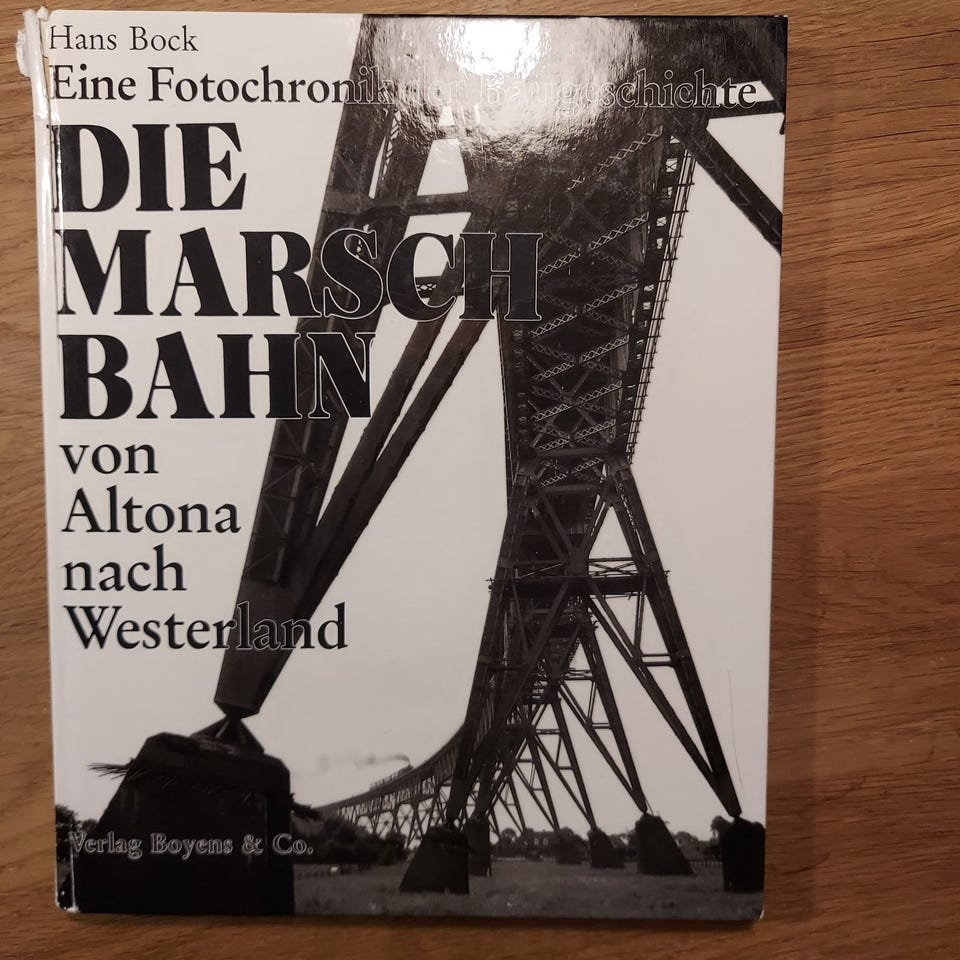 Hans Bock
Eine Fotochronik der Baugeschichte
DIE
MARSCH
BAHN
von
Altona
nach
Westerland
Verlag Boyens & Co.